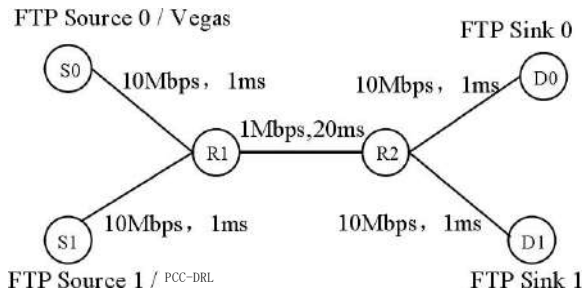 FTP Source 0 / Vegas
FTP Sink 0
S0
10Mbps， 1ms
10Mbps， 1ms
D0
1Mbps,20ms
R1
R2
10Mbps， 1ms
10Mbps， 1ms
S1
D1
FTP Source 1 / PCC-DRL
FTP Sink 1